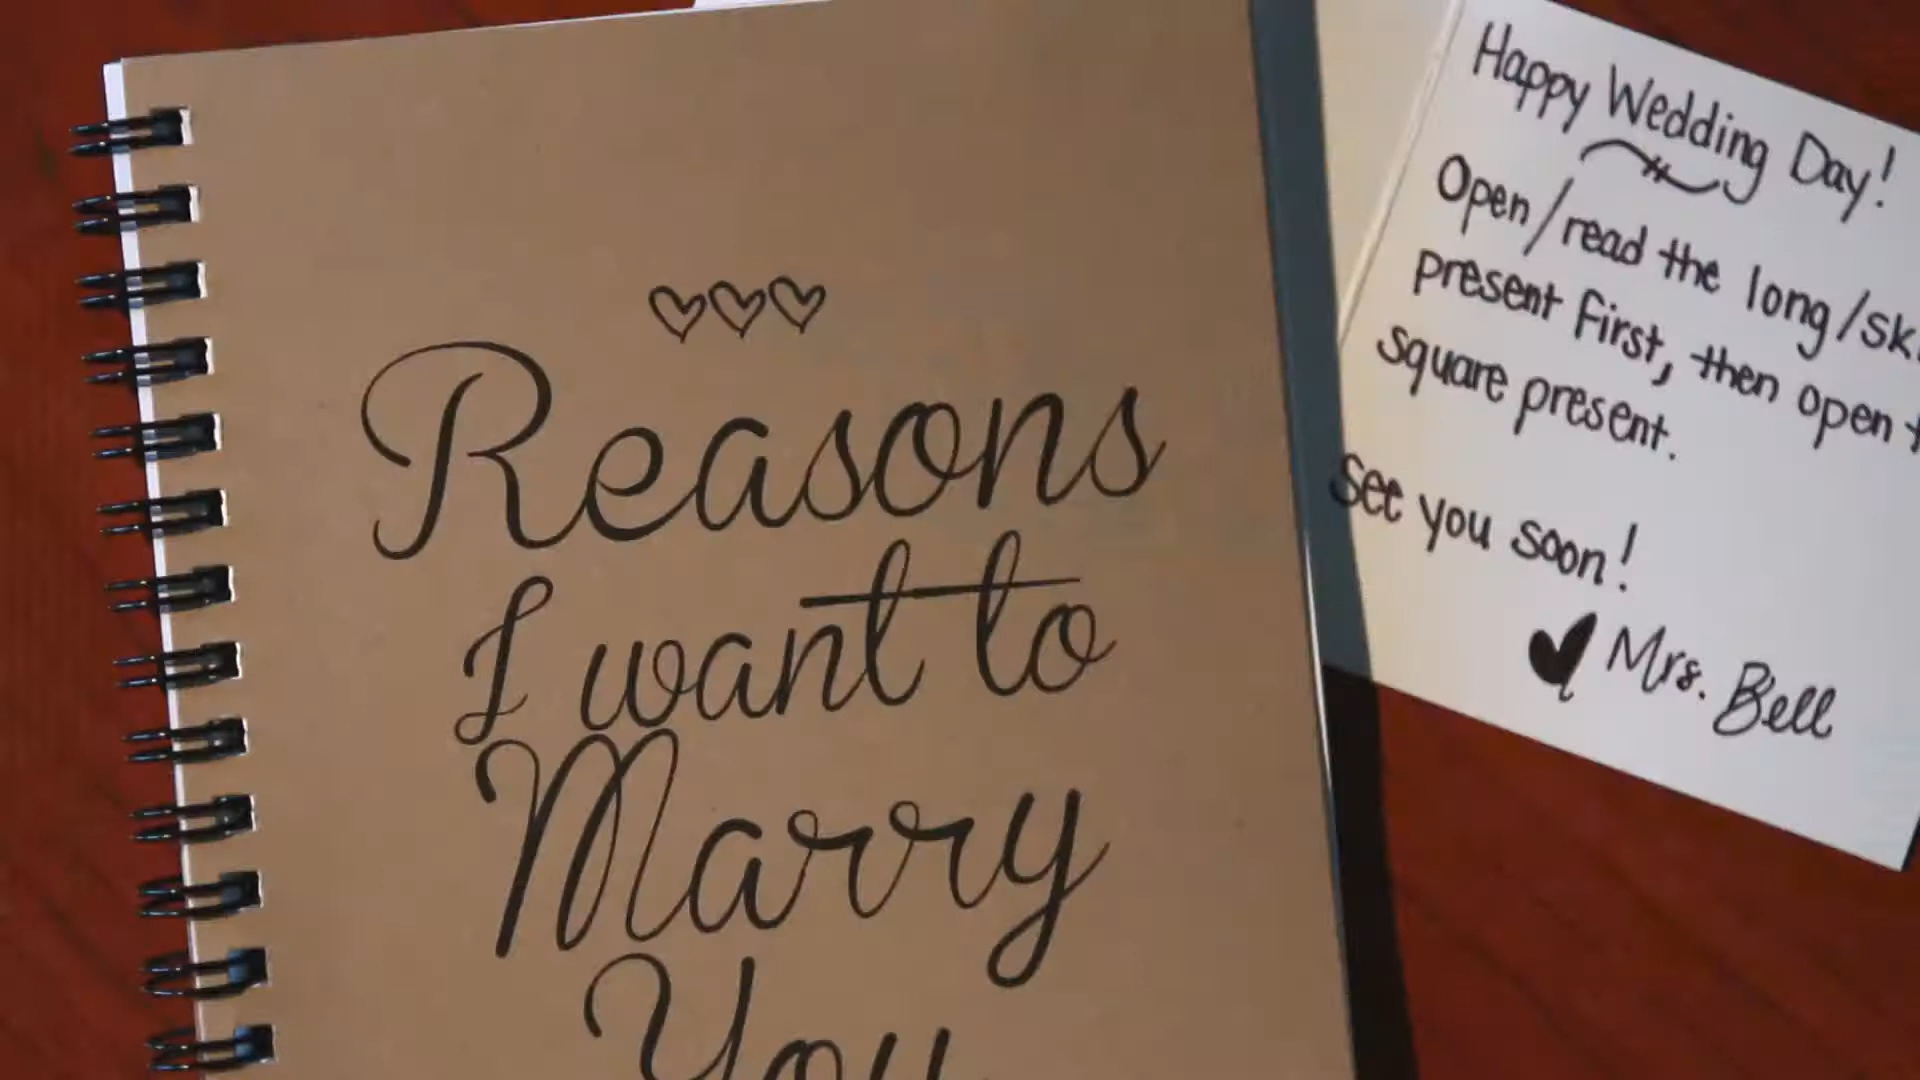 Reasons
I want to
Marry
You
Happy Wedding Day!
Open/read the long/sk
present first, then open
square present.
See you soon!
Mrs. Bell